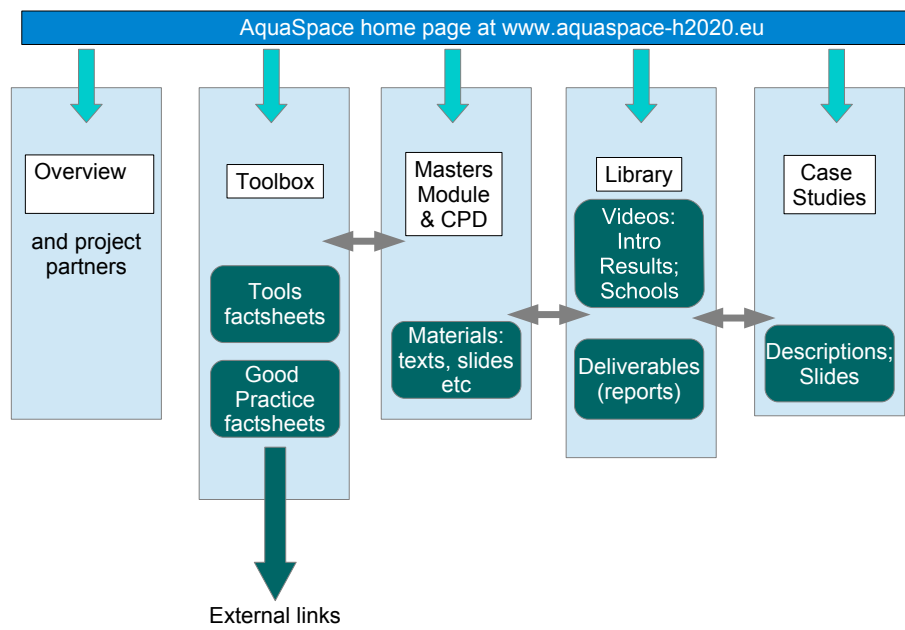 AquaSpace home page at www.aquaspace-h2020.eu
Overview
and project
partners
Toolbox
Tools
factsheets
Good
Practice
factsheets
External links
Masters
Module
& CPD
Materials:
texts, slides
etc
Library
Videos:
Intro
Results;
Schools
Deliverables
(reports)
Case
Studies
Descriptions;
Slides